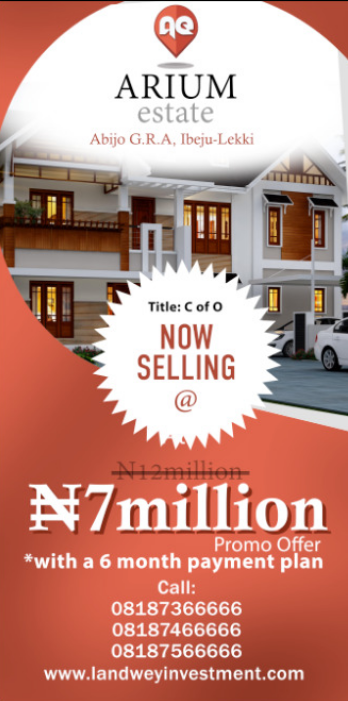 AQ
ARIUM
estate
Abijo G.R.A, Ibeju-Lekki
Title: C of O
NOW
SELLING
@
N12million
₦7million
Promo Offer
*with a 6 month payment plan
Call:
08187366666
08187466666
08187566666
www.landweyinvestment.com